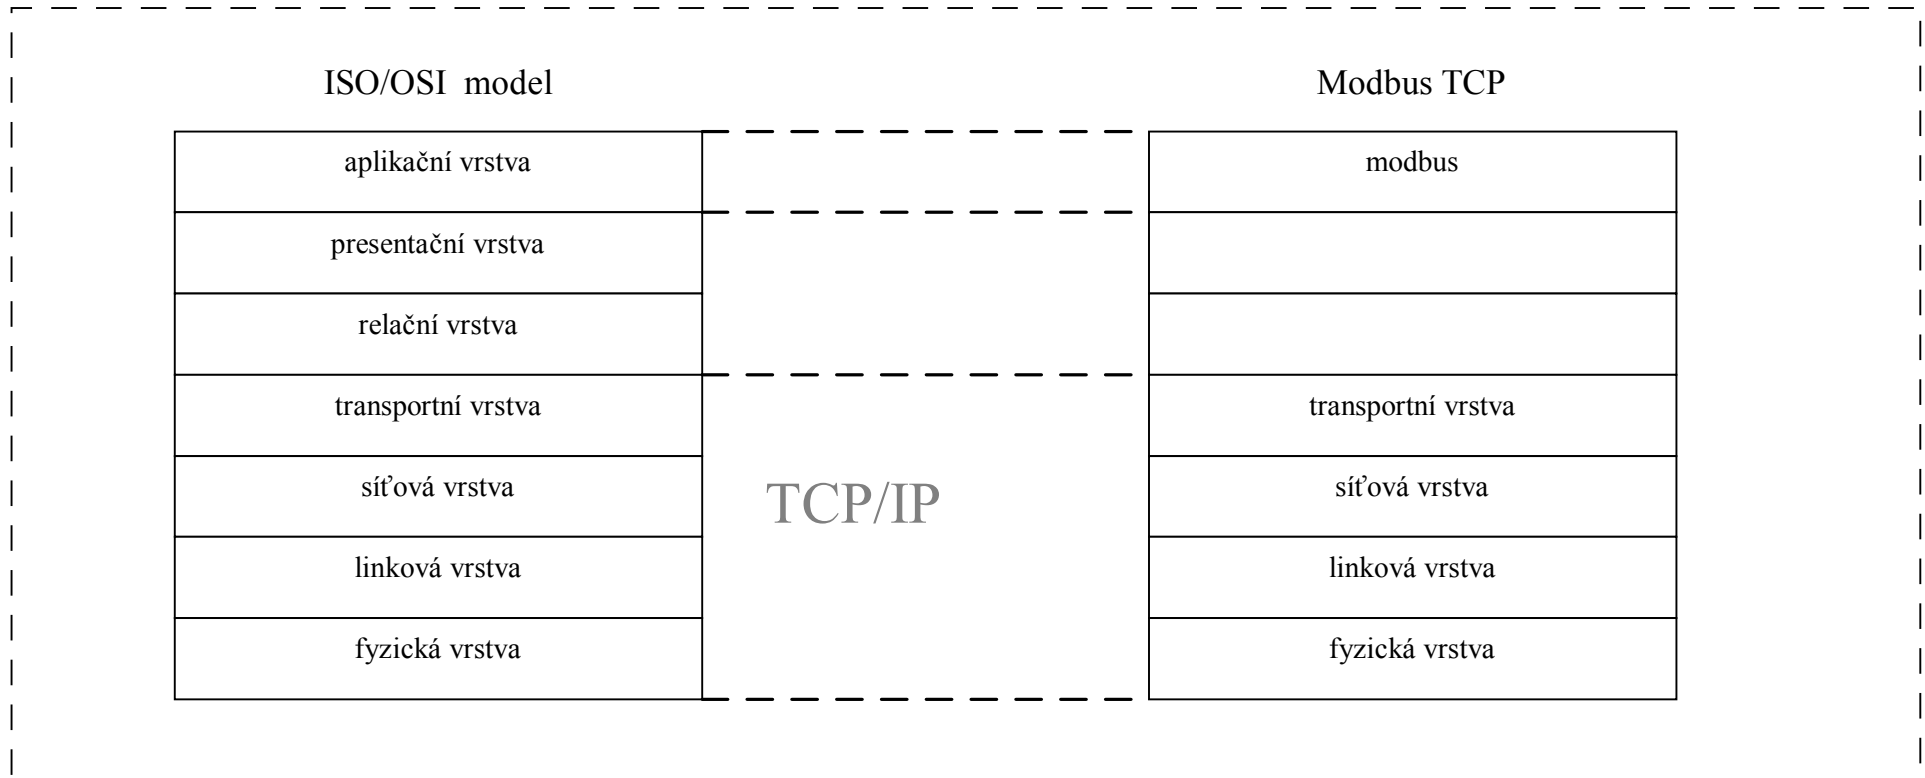 ISO/OSI model
Modbus TCP
aplikační vrstva
modbus
presentační vrstva
relační vrstva
transportní vrstva
transportní vrstva
síťová vrstva
TCP/IP
síťová vrstva
linková vrstva
linková vrstva
fyzická vrstva
fyzická vrstva